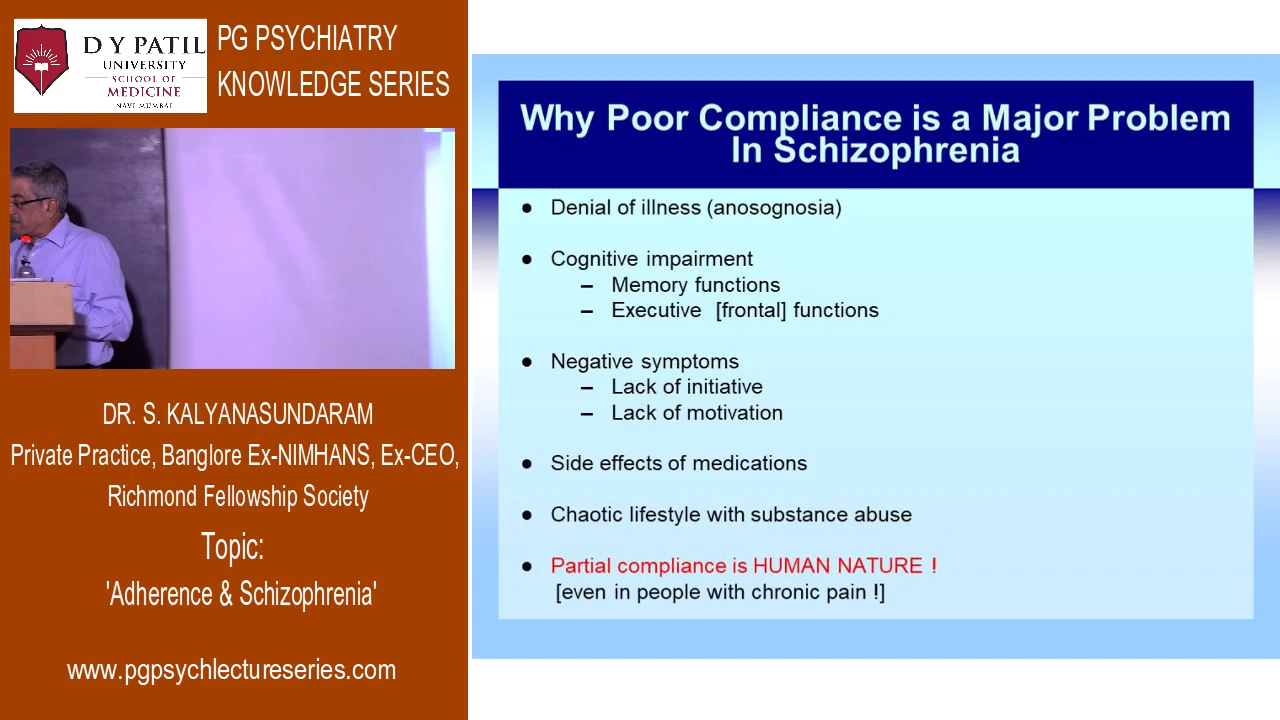 D Y PATIL
UNIVERSITY
SCHOOL OF
MEDICINE
NAVI MUMBAI
PG PSYCHIATRY
KNOWLEDGE SERIES
DR. S. KALYANASUNDARAM
Private Practice, Banglore Ex-NIMHANS, Ex-CEO,
Richmond Fellowship Society
Topic:
'Adherence & Schizophrenia'
www.pgpsychlectureseries.com
Why Poor Compliance is a Major Problem
In Schizophrenia
● Denial of illness (anosognosia)
● Cognitive impairment
– Memory functions
– Executive [frontal] functions
● Negative symptoms
– Lack of initiative
– Lack of motivation
● Side effects of medications
● Chaotic lifestyle with substance abuse
● Partial compliance is HUMAN NATURE !
[even in people with chronic pain !]